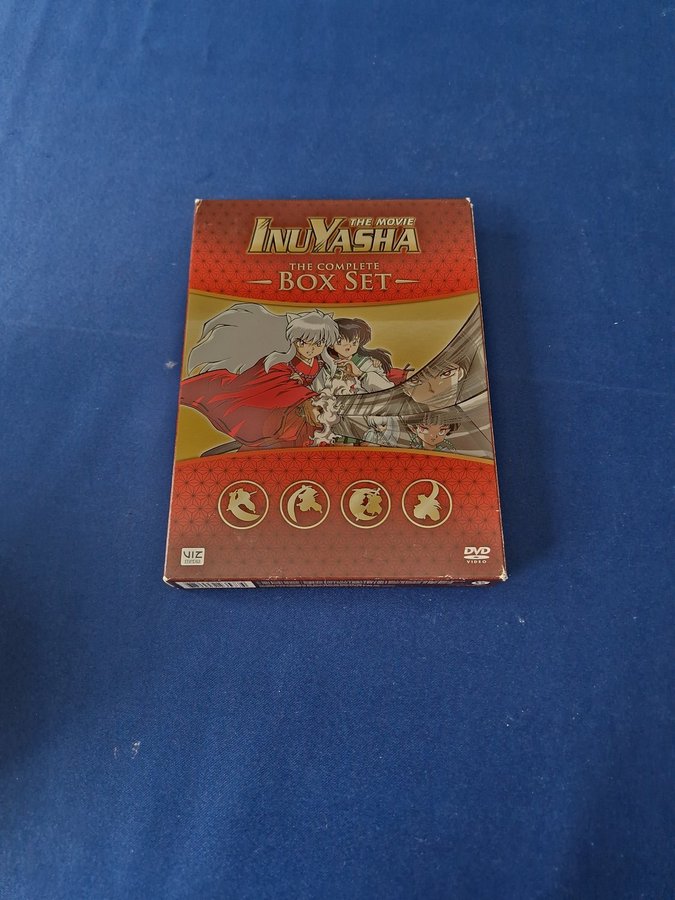 THE MOVIE
INUYASHA
THE COMPLETE
BOX SET
VIZ
DVD
VIDEO